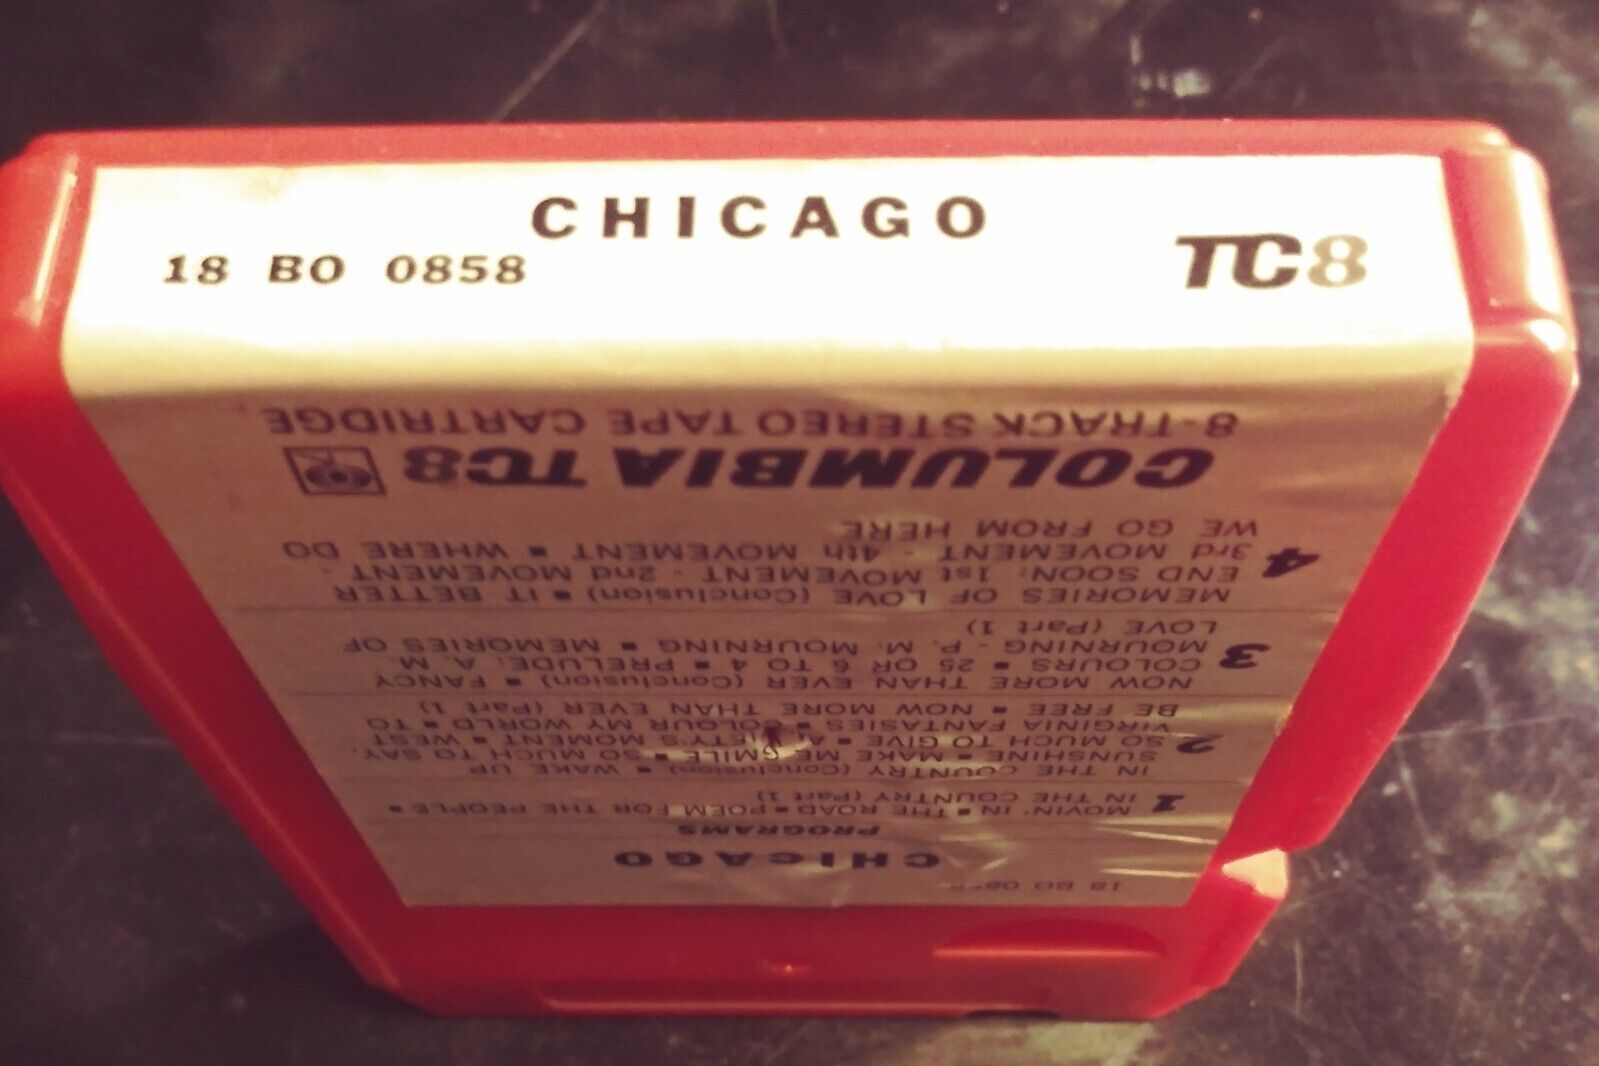 CHICAGO
18 BO 0858
TC8
18 BO
CHICAGO
PROGRAMS
1 MOVIN' IN ▪ THE ROAD ▪ POEM FOR THE PEOPLE ▪
IN THE COUNTRY (Part 1)
IN THE COUNTRY (Conclusion) ▪ WAKE UP
SUNSHINE ▪ MAKE ME SMILE ▪ SO MUCH TO SAY,
2 SO MUCH TO GIVE ▪ MOMENT ▪ WEST
VIRGINIA FANTASIES ▪ COLOUR MY WORLD ▪ TO
BE FREE ▪ NOW MORE THAN EVER (Part 1)
NOW MORE THAN EVER (Conclusion) ▪ FANCY
3 COLOURS ▪ 25 OR 6 TO 4 ▪ PRELUDE: A. M.
MOURNING - P. M. MOURNING ▪ MEMORIES OF
LOVE (Part 1)
MEMORIES OF LOVE (Conclusion) ▪ IT BETTER
4 END SOON: 1st MOVEMENT - 2nd MOVEMENT -
3rd MOVEMENT - 4th MOVEMENT ▪ WHERE DO
WE GO FROM HERE
COLUMBIA TC8
8-TRACK STEREO TAPE CARTRIDGE